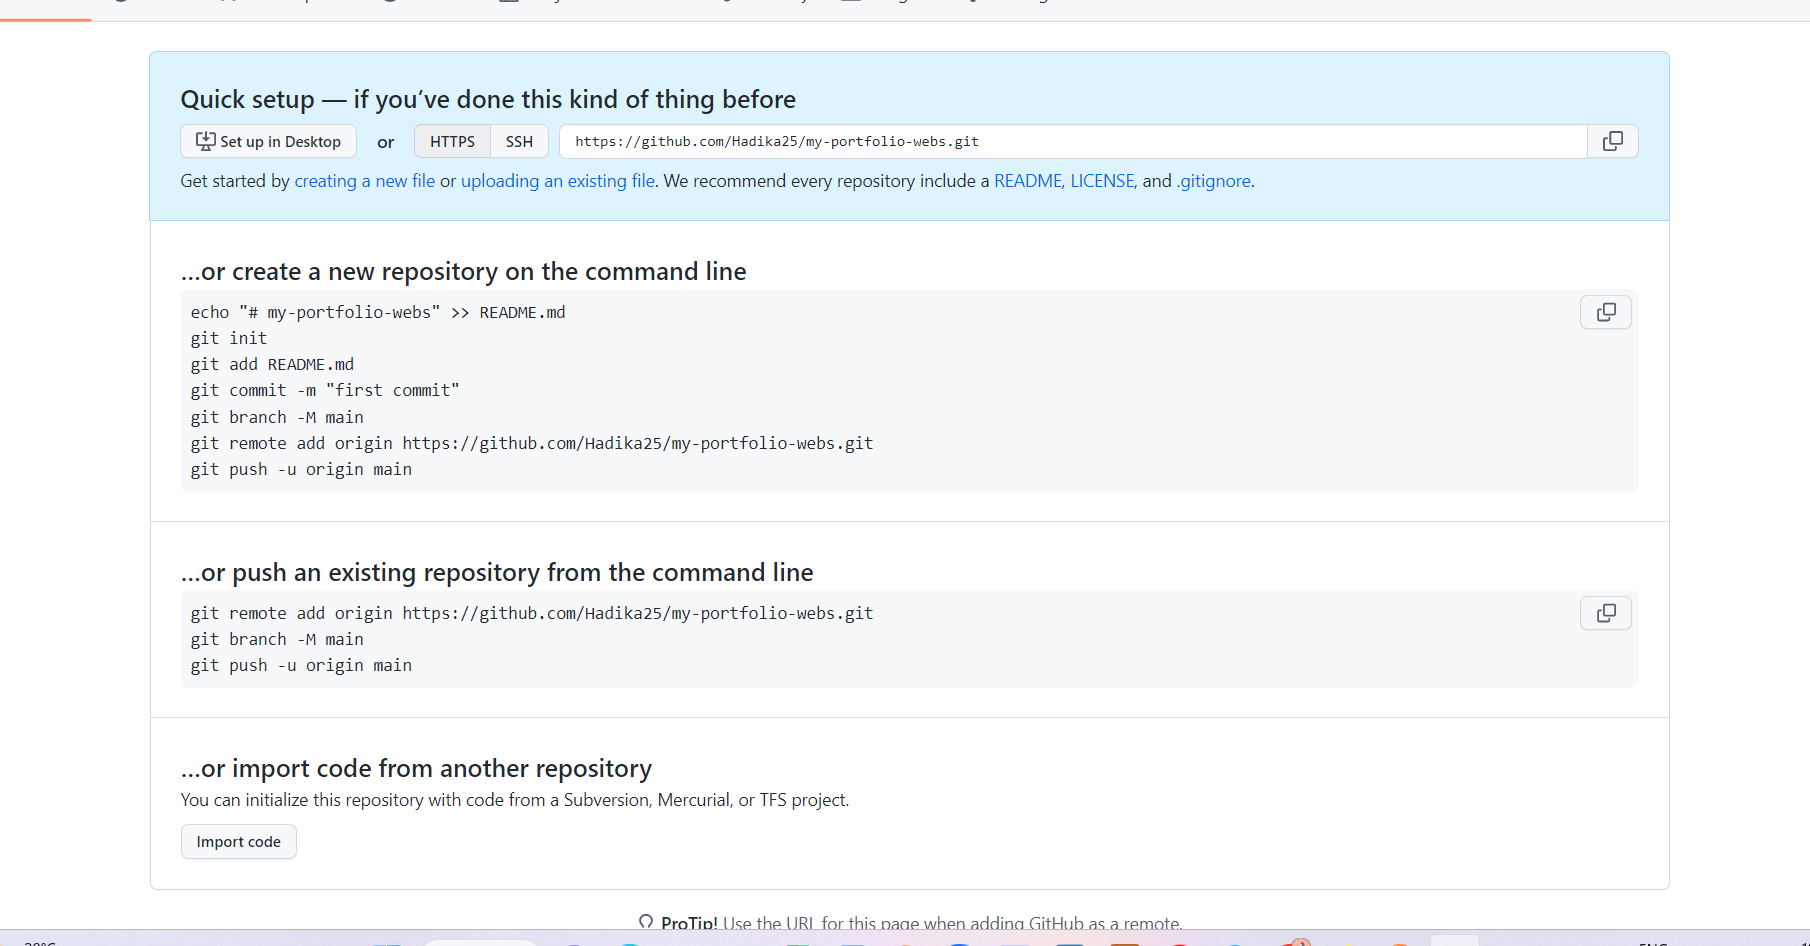 Quick setup — if you’ve done this kind of thing before
Set up in Desktop or HTTPS SSH https://github.com/Hadika25/my-portfolio-webs.git
Get started by creating a new file or uploading an existing file. We recommend every repository include a README, LICENSE, and .gitignore.
…or create a new repository on the command line
echo "# my-portfolio-webs" >> README.md
git init
git add README.md
git commit -m "first commit"
git branch -M main
git remote add origin https://github.com/Hadika25/my-portfolio-webs.git
git push -u origin main
…or push an existing repository from the command line
git remote add origin https://github.com/Hadika25/my-portfolio-webs.git
git branch -M main
git push -u origin main
…or import code from another repository
You can initialize this repository with code from a Subversion, Mercurial, or TFS project.
Import code
ProTip! Use the URL for this page when adding GitHub as a remote.